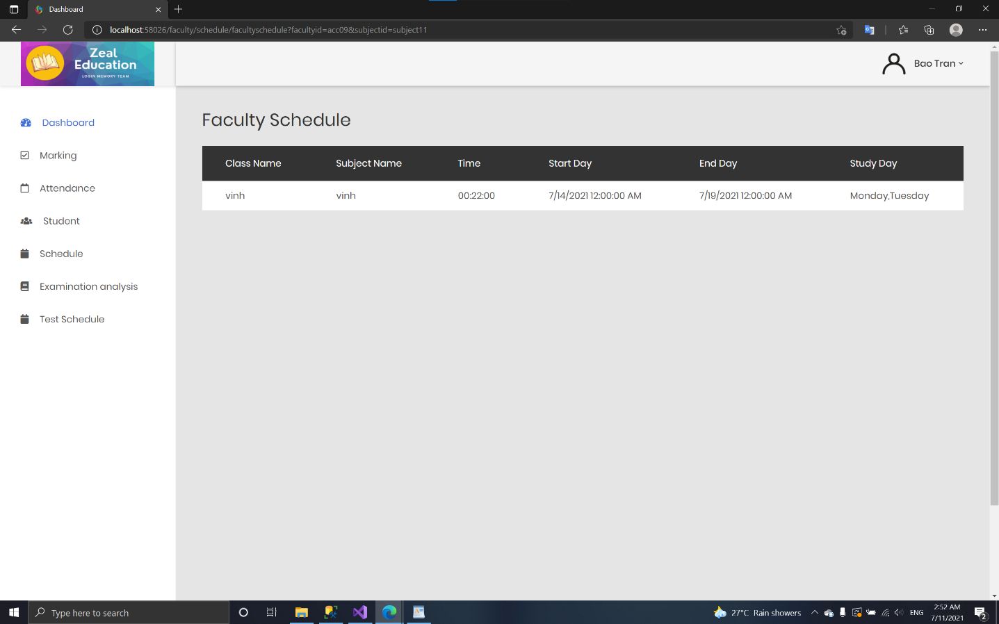 Dashboard
localhost:58026/faculty/schedule/factuyschedule?factuyid=acc09&subjectid=subject11
Zeal
Education
LOGIN MEMORY TEAM
Bao Tran
Dashboard
Marking
Attendance
Student
Schedule
Examination analysis
Test Schedule
Faculty Schedule
Class Name Subject Name Time Start Day End Day Study Day
vinh vinh 00:22:00 7/14/2021 12:00:00 AM 7/19/2021 12:00:00 AM Monday,Tuesday
Type here to search
27°C Rain showers
ENG
2:52 AM
7/11/2021
2